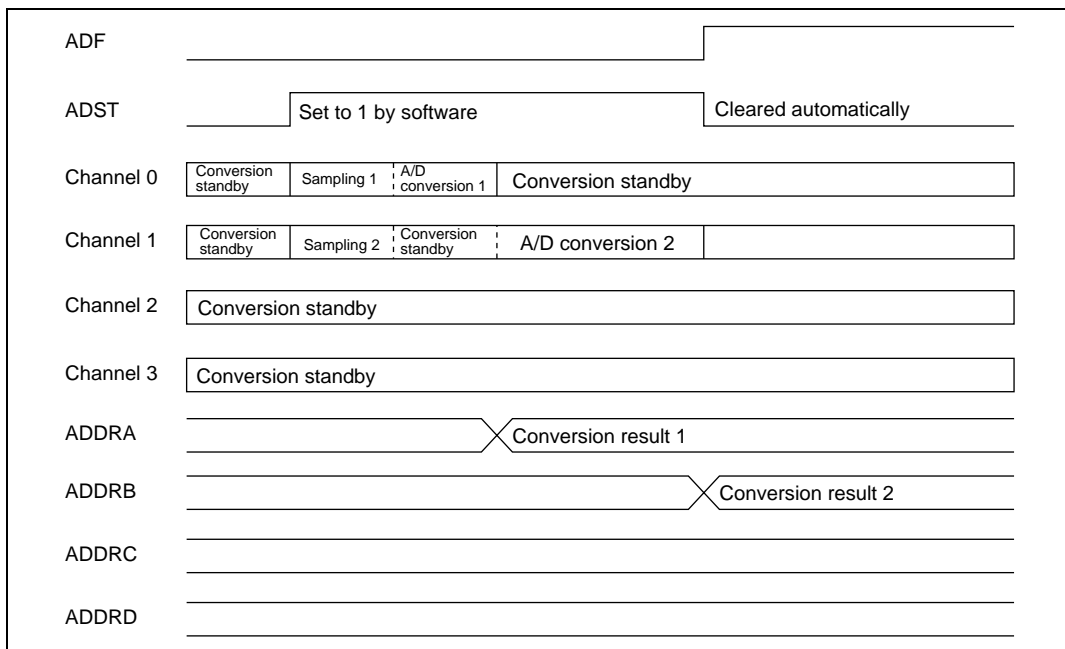 ADF
ADST
Set to 1 by software
Cleared automatically
Channel 0
Conversion
standby
Sampling 1
A/D
conversion 1
Conversion standby
Channel 1
Conversion
standby
Sampling 2
Conversion
standby
A/D conversion 2
Channel 2
Conversion standby
Channel 3
Conversion standby
ADDRA
Conversion result 1
ADDRB
Conversion result 2
ADDRC
ADDRD